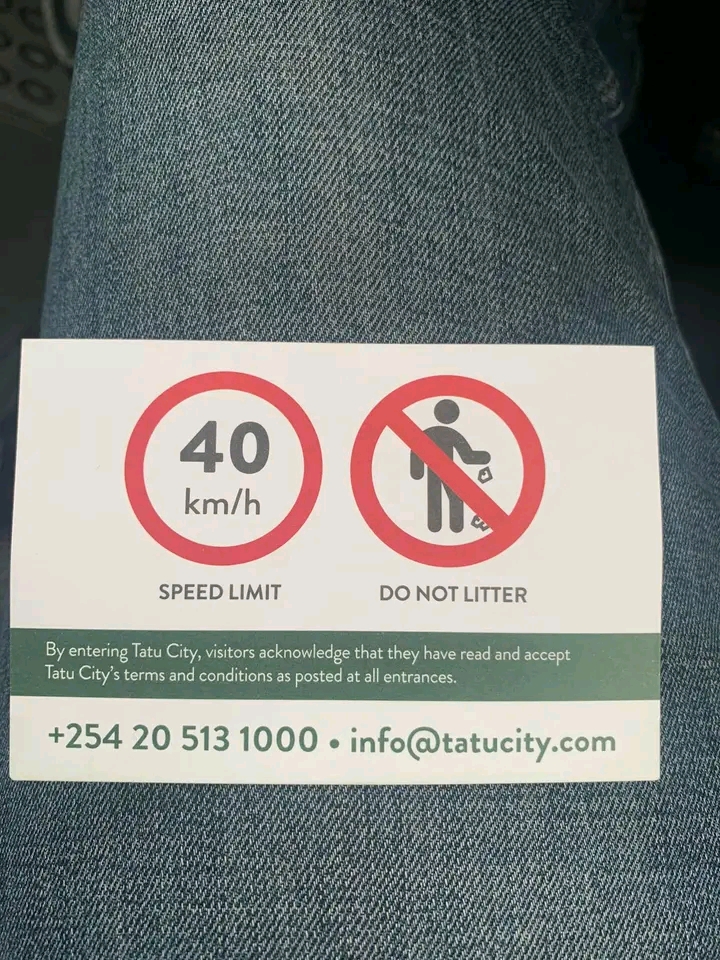 40
km/h
SPEED LIMIT
DO NOT LITTER
By entering Tatu City, visitors acknowledge that they have read and accept
Tatu City's terms and conditions as posted at all entrances.
+254 20 513 1000 • info@tatucity.com